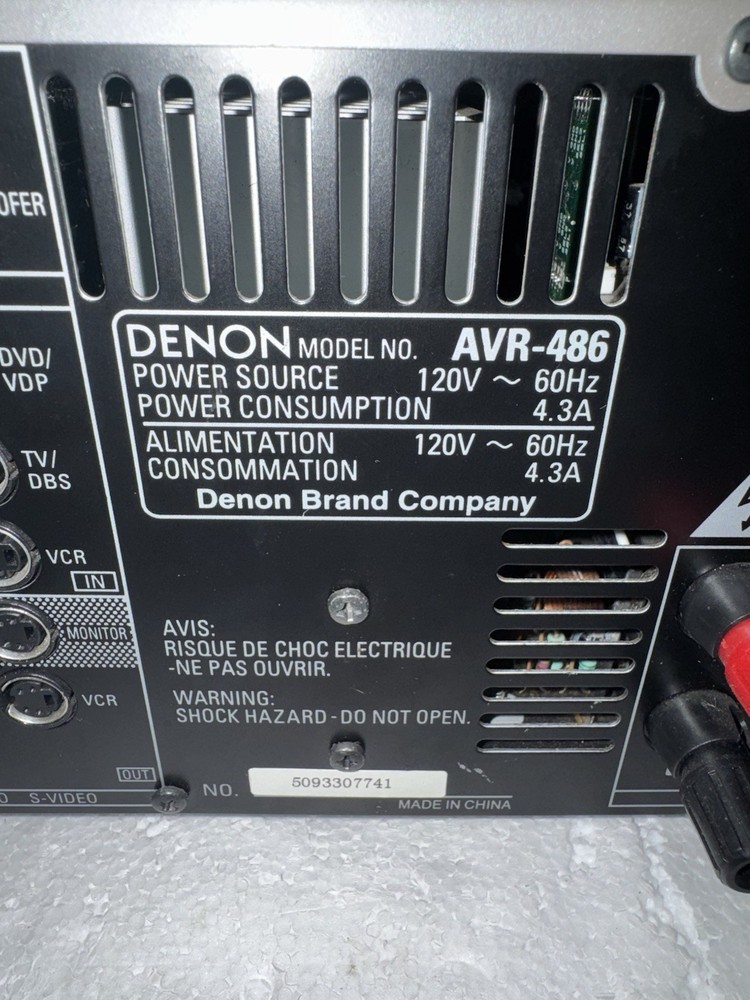 OFER
DVD/
VDP
TV/
DBS
VCR
IN
MONITOR
VCR
OUT
S-VIDEO
DENON MODEL NO. AVR-486
POWER SOURCE 120V ～ 60Hz
POWER CONSUMPTION 4.3A
ALIMENTATION 120V ～ 60Hz
CONSOMMATION 4.3A
Denon Brand Company
AVIS:
RISQUE DE CHOC ELECTRIQUE
-NE PAS OUVRIR.
WARNING:
SHOCK HAZARD - DO NOT OPEN.
NO. 5093307741
MADE IN CHINA